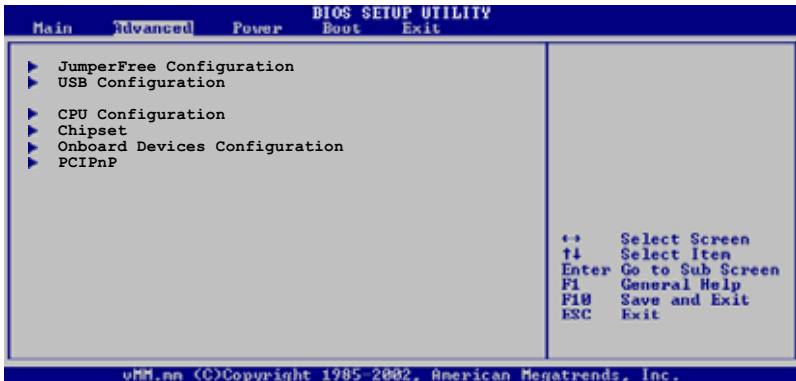 BIOS SETUP UTILITY
Main Advanced Power Boot Exit
JumperFree Configuration
USB Configuration
CPU Configuration
Chipset
Onboard Devices Configuration
PCIPnP
↔ Select Screen
↑↓ Select Item
Enter Go to Sub Screen
F1 General Help
F10 Save and Exit
ESC Exit
vMM.mm (C)Copyright 1985-2002, American Megatrends, Inc.